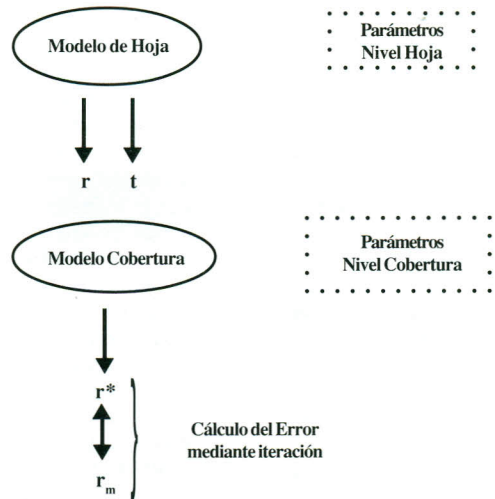 Modelo de Hoja
Parámetros
Nivel Hoja
r t
Modelo Cobertura
Parámetros
Nivel Cobertura
r*
Cálculo del Error
mediante iteración
rm